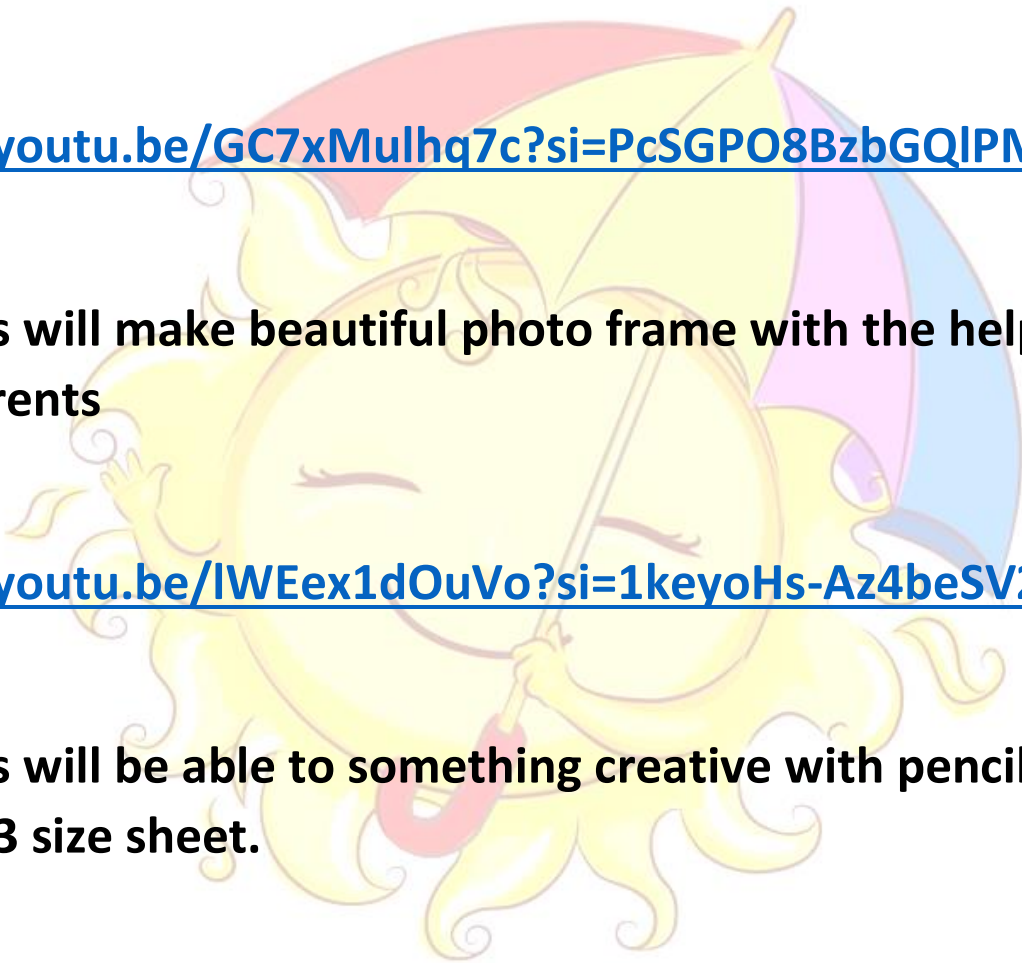 youtu.be/GC7xMulhq7c?si=PcSGPO8BzbGQlPM
s will make beautiful photo frame with the help
rents
youtu.be/lWEex1dOuVo?si=1keyoHs-Az4beSV2
s will be able to something creative with pencil
3 size sheet.